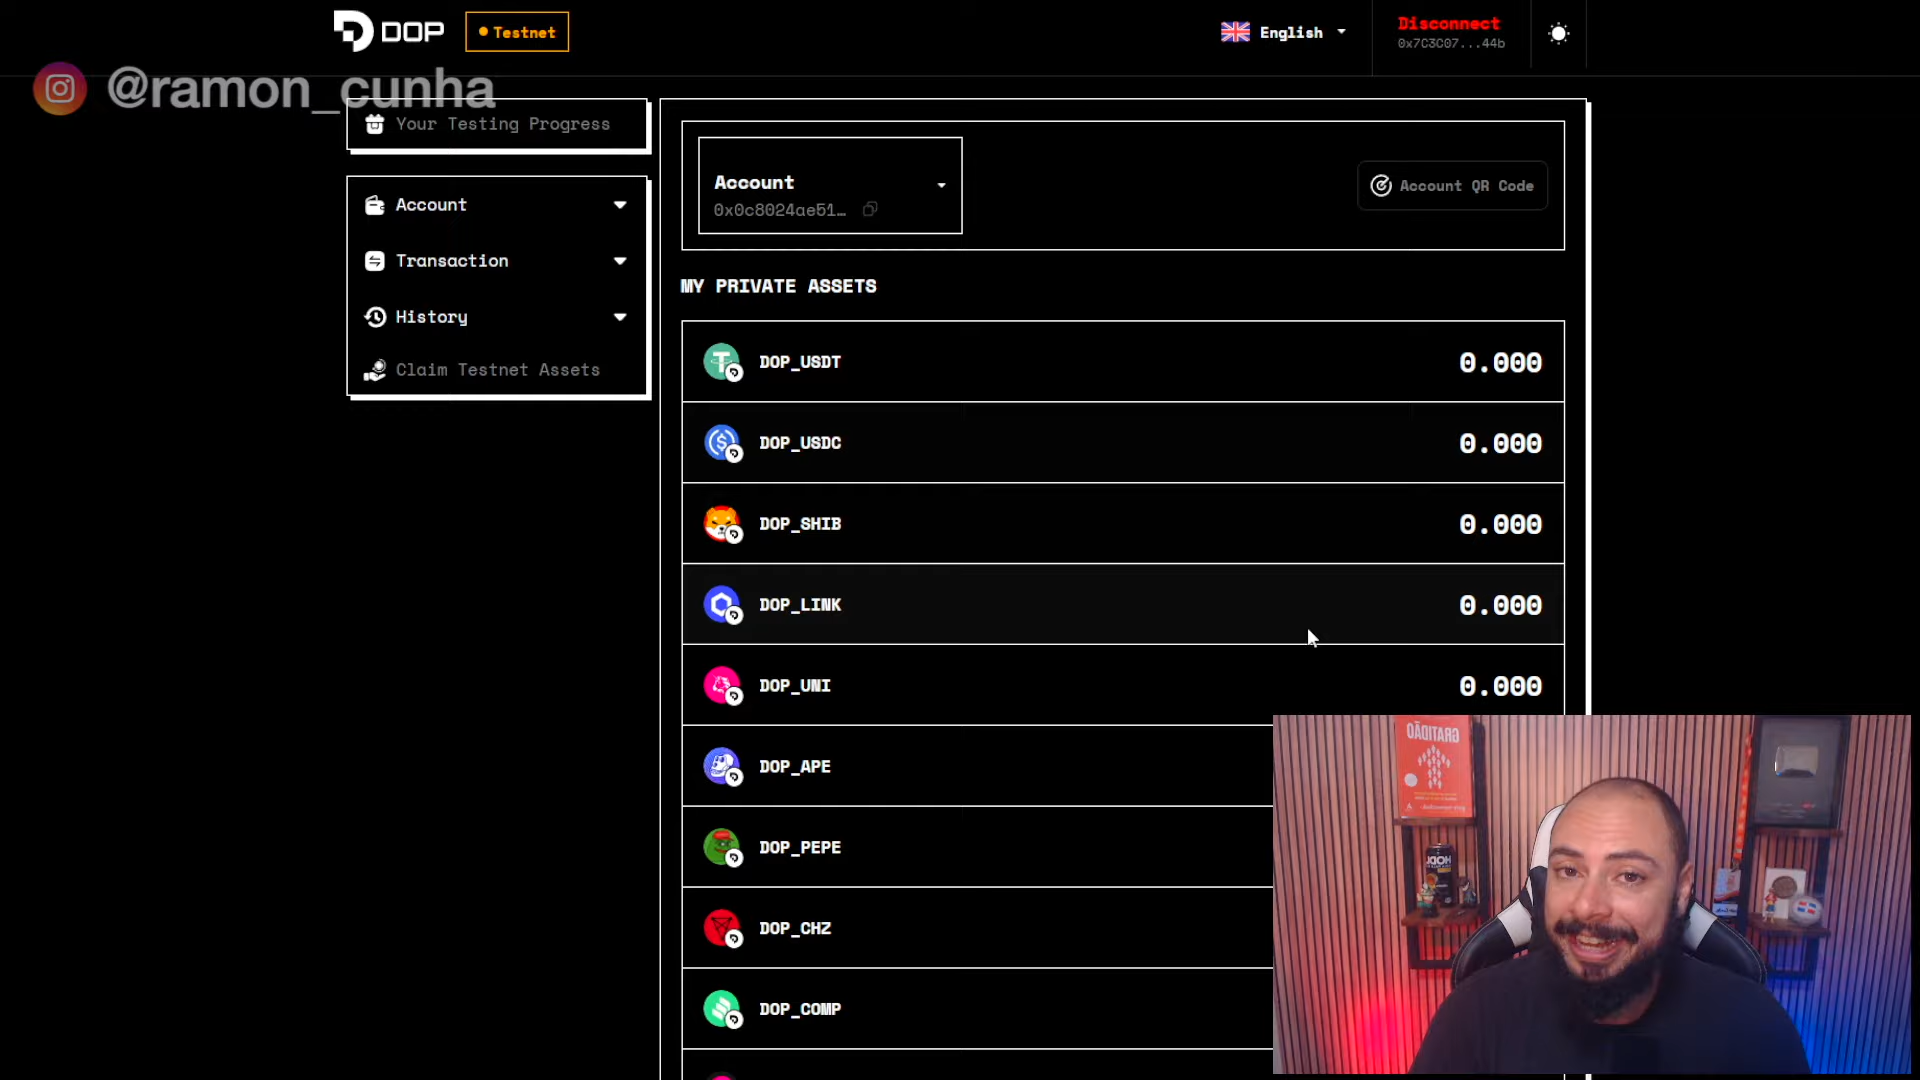 DOP
Testnet
English
Disconnect
0x7C3C07...44b
@ramon_cunha
Your Testing Progress
Account
Transaction
History
Claim Testnet Assets
Account
0x0c8024ae51…
Account QR Code
MY PRIVATE ASSETS
DOP_USDT
0.000
DOP_USDC
0.000
DOP_SHIB
0.000
DOP_LINK
0.000
DOP_UNI
0.000
DOP_APE
DOP_PEPE
DOP_CHZ
DOP_COMP
GRATIDÃO
HODL